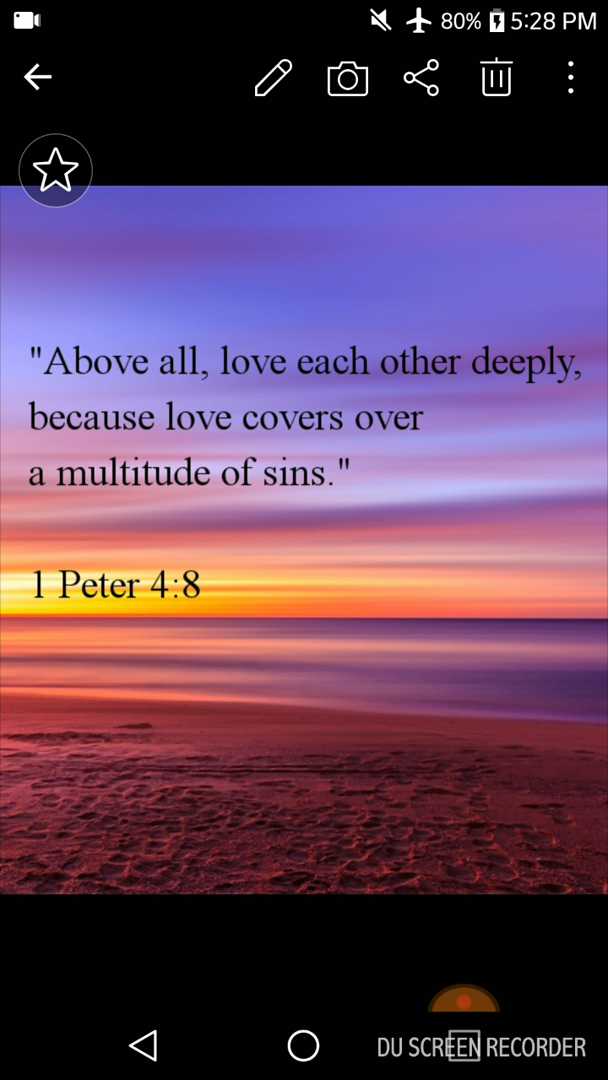 80% 5:28 PM
"Above all, love each other deeply,
because love covers over
a multitude of sins."
1 Peter 4:8
DU SCREEN RECORDER